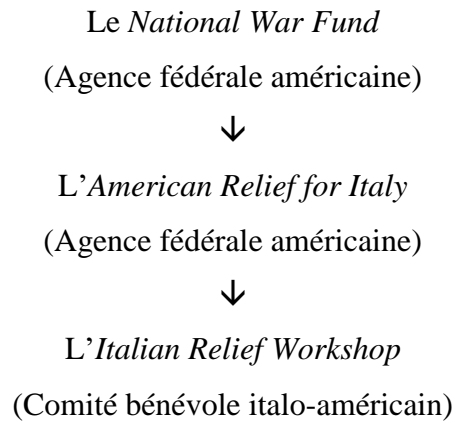 Le National War Fund
(Agence fédérale américaine)
↓
L’American Relief for Italy
(Agence fédérale américaine)
↓
L’Italian Relief Workshop
(Comité bénévole italo-américain)